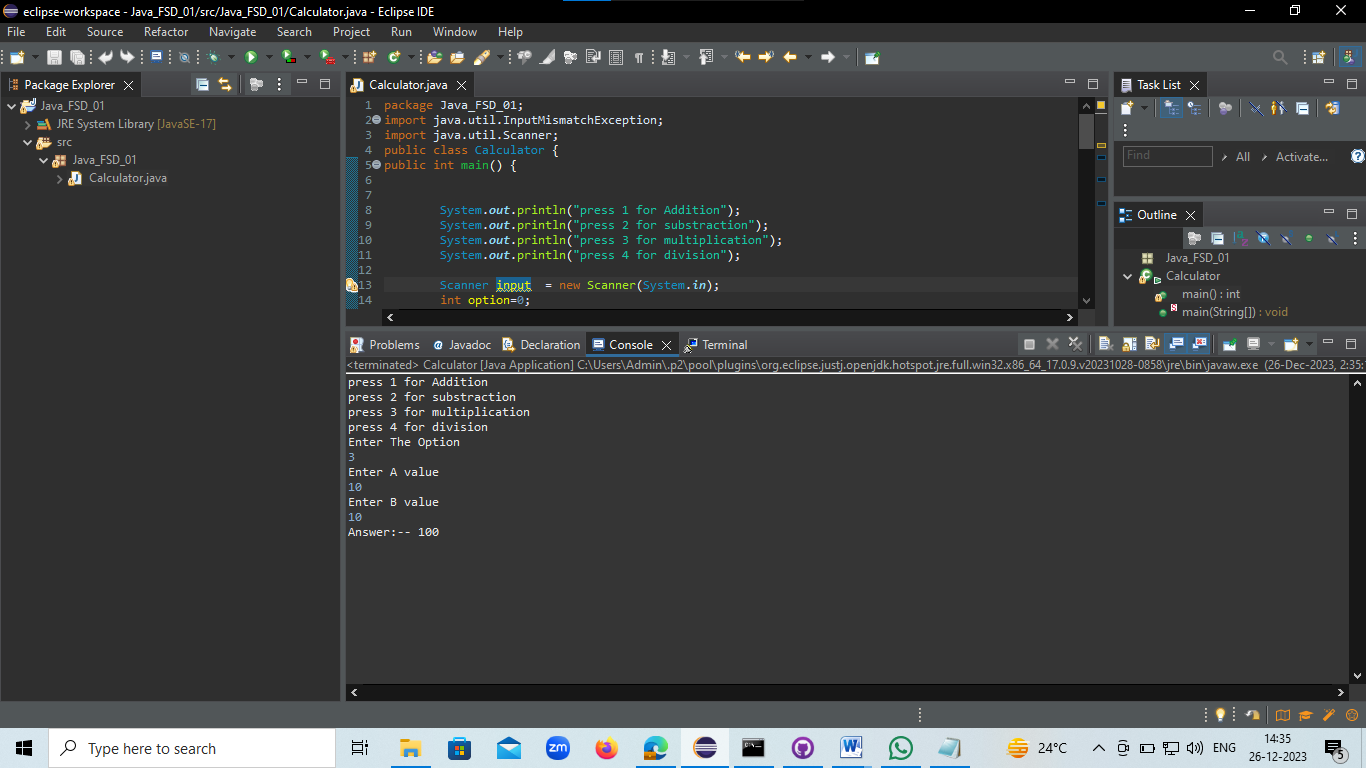 eclipse-workspace - Java_FSD_01/src/Java_FSD_01/Calculator.java - Eclipse IDE
File Edit Source Refactor Navigate Search Project Run Window Help
Package Explorer
Java_FSD_01
JRE System Library [JavaSE-17]
src
Java_FSD_01
Calculator.java
Calculator.java
1 package Java_FSD_01;
2 import java.util.InputMismatchException;
3 import java.util.Scanner;
4 public class Calculator {
5 public int main() {
6
7
8 System.out.println("press 1 for Addition");
9 System.out.println("press 2 for substraction");
10 System.out.println("press 3 for multiplication");
11 System.out.println("press 4 for division");
12
13 Scanner input = new Scanner(System.in);
14 int option=0;
Task List
Find All Activate...
Outline
Java_FSD_01
Calculator
main() : int
main(String[]) : void
Problems Javadoc Declaration Console Terminal
<terminated> Calculator [Java Application] C:\Users\Admin\.p2\pool\plugins\org.eclipse.justj.openjdk.hotspot.jre.full.win32.x86_64_17.0.9.v20231028-0858\jre\bin\javaw.exe (26-Dec-2023, 2:35:
press 1 for Addition
press 2 for substraction
press 3 for multiplication
press 4 for division
Enter The Option
3
Enter A value
10
Enter B value
10
Answer:-- 100
Type here to search
zm
W
24°C
ENG
14:35
26-12-2023
5